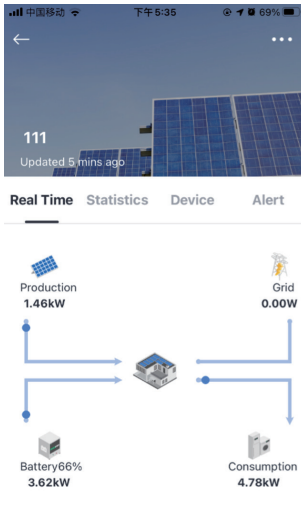 中国移动 下午5:35 69%
111
Updated 5 mins ago
Real Time Statistics Device Alert
Production Grid
1.46kW 0.00W
Battery66% Consumption
3.62kW 4.78kW